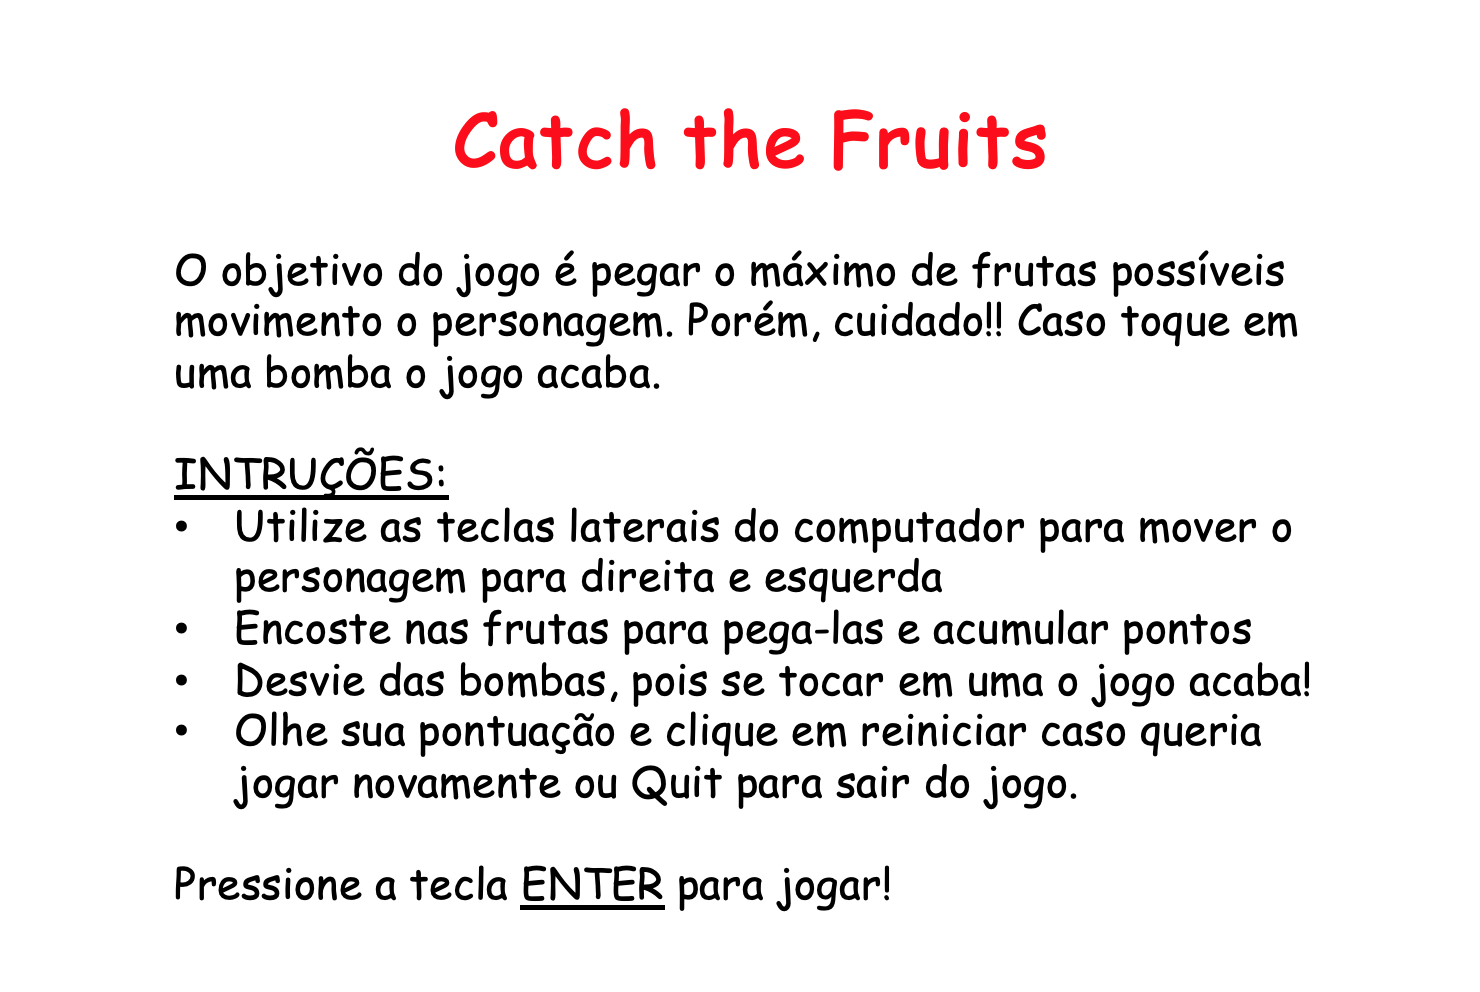 Catch the Fruits
O objetivo do jogo é pegar o máximo de frutas possíveis
movimento o personagem. Porém, cuidado!! Caso toque em
uma bomba o jogo acaba.
INTRUÇÕES:
• Utilize as teclas laterais do computador para mover o
personagem para direita e esquerda
• Encoste nas frutas para pega-las e acumular pontos
• Desvie das bombas, pois se tocar em uma o jogo acaba!
• Olhe sua pontuação e clique em reiniciar caso queria
jogar novamente ou Quit para sair do jogo.
Pressione a tecla ENTER para jogar!